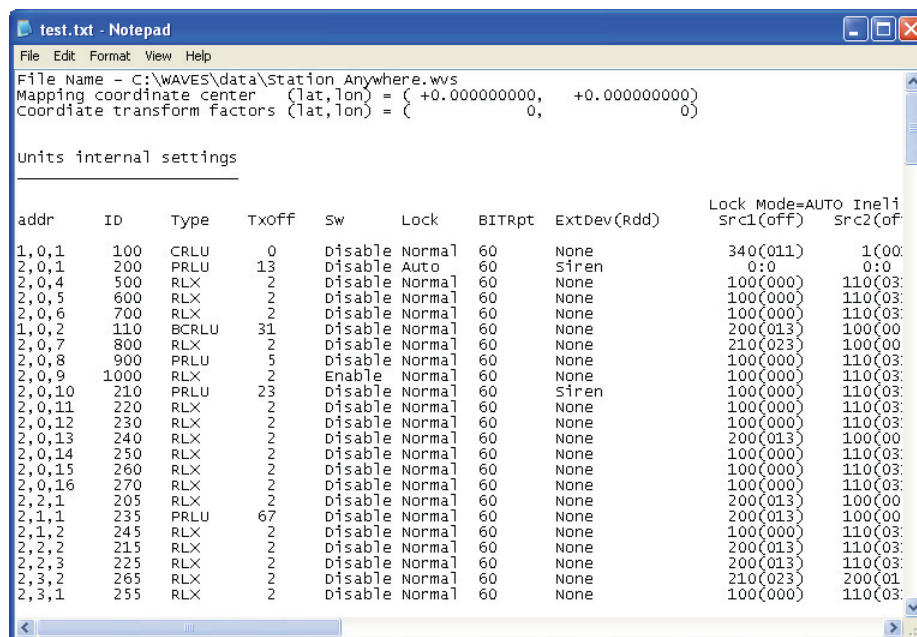 test.txt - Notepad
File Edit Format View Help
File Name - C:\WAVES\data\Station Anywhere.wvs
Mapping coordinate center (lat,lon) = ( +0.000000000, +0.000000000)
Coordiate transform factors (lat,lon) = ( 0, 0)
Units internal settings
Lock Mode=AUTO Ineli
addr ID Type TxOff Sw Lock BITRpt ExtDev(Rdd) Src1(off) Src2(of
1,0,1 100 CRLU 0 Disable Normal 60 None 340(011) 1(00
2,0,1 200 PRLU 13 Disable Auto 60 Siren 0:0 0:0
2,0,4 500 RLX 2 Disable Normal 60 None 100(000) 110(03
2,0,5 600 RLX 2 Disable Normal 60 None 100(000) 110(03
2,0,6 700 RLX 2 Disable Normal 60 None 100(000) 110(03
1,0,2 110 BCRLU 31 Disable Normal 60 None 200(013) 100(00
2,0,7 800 RLX 2 Disable Normal 60 None 210(023) 100(00
2,0,8 900 PRLU 5 Disable Normal 60 None 100(000) 110(03
2,0,9 1000 RLX 2 Enable Normal 60 None 100(000) 110(03
2,0,10 210 PRLU 23 Disable Normal 60 Siren 100(000) 110(03
2,0,11 220 RLX 2 Disable Normal 60 None 100(000) 110(03
2,0,12 230 RLX 2 Disable Normal 60 None 100(000) 110(03
2,0,13 240 RLX 2 Disable Normal 60 None 200(013) 100(00
2,0,14 250 RLX 2 Disable Normal 60 None 100(000) 110(03
2,0,15 260 RLX 2 Disable Normal 60 None 100(000) 110(03
2,0,16 270 RLX 2 Disable Normal 60 None 100(000) 110(03
2,2,1 205 RLX 2 Disable Normal 60 None 200(013) 100(00
2,1,1 235 PRLU 67 Disable Normal 60 None 200(013) 100(00
2,1,2 245 RLX 2 Disable Normal 60 None 100(000) 110(03
2,2,2 215 RLX 2 Disable Normal 60 None 200(013) 110(03
2,2,3 225 RLX 2 Disable Normal 60 None 200(013) 110(03
2,3,2 265 RLX 2 Disable Normal 60 None 210(023) 200(01
2,3,1 255 RLX 2 Disable Normal 60 None 100(000) 110(03